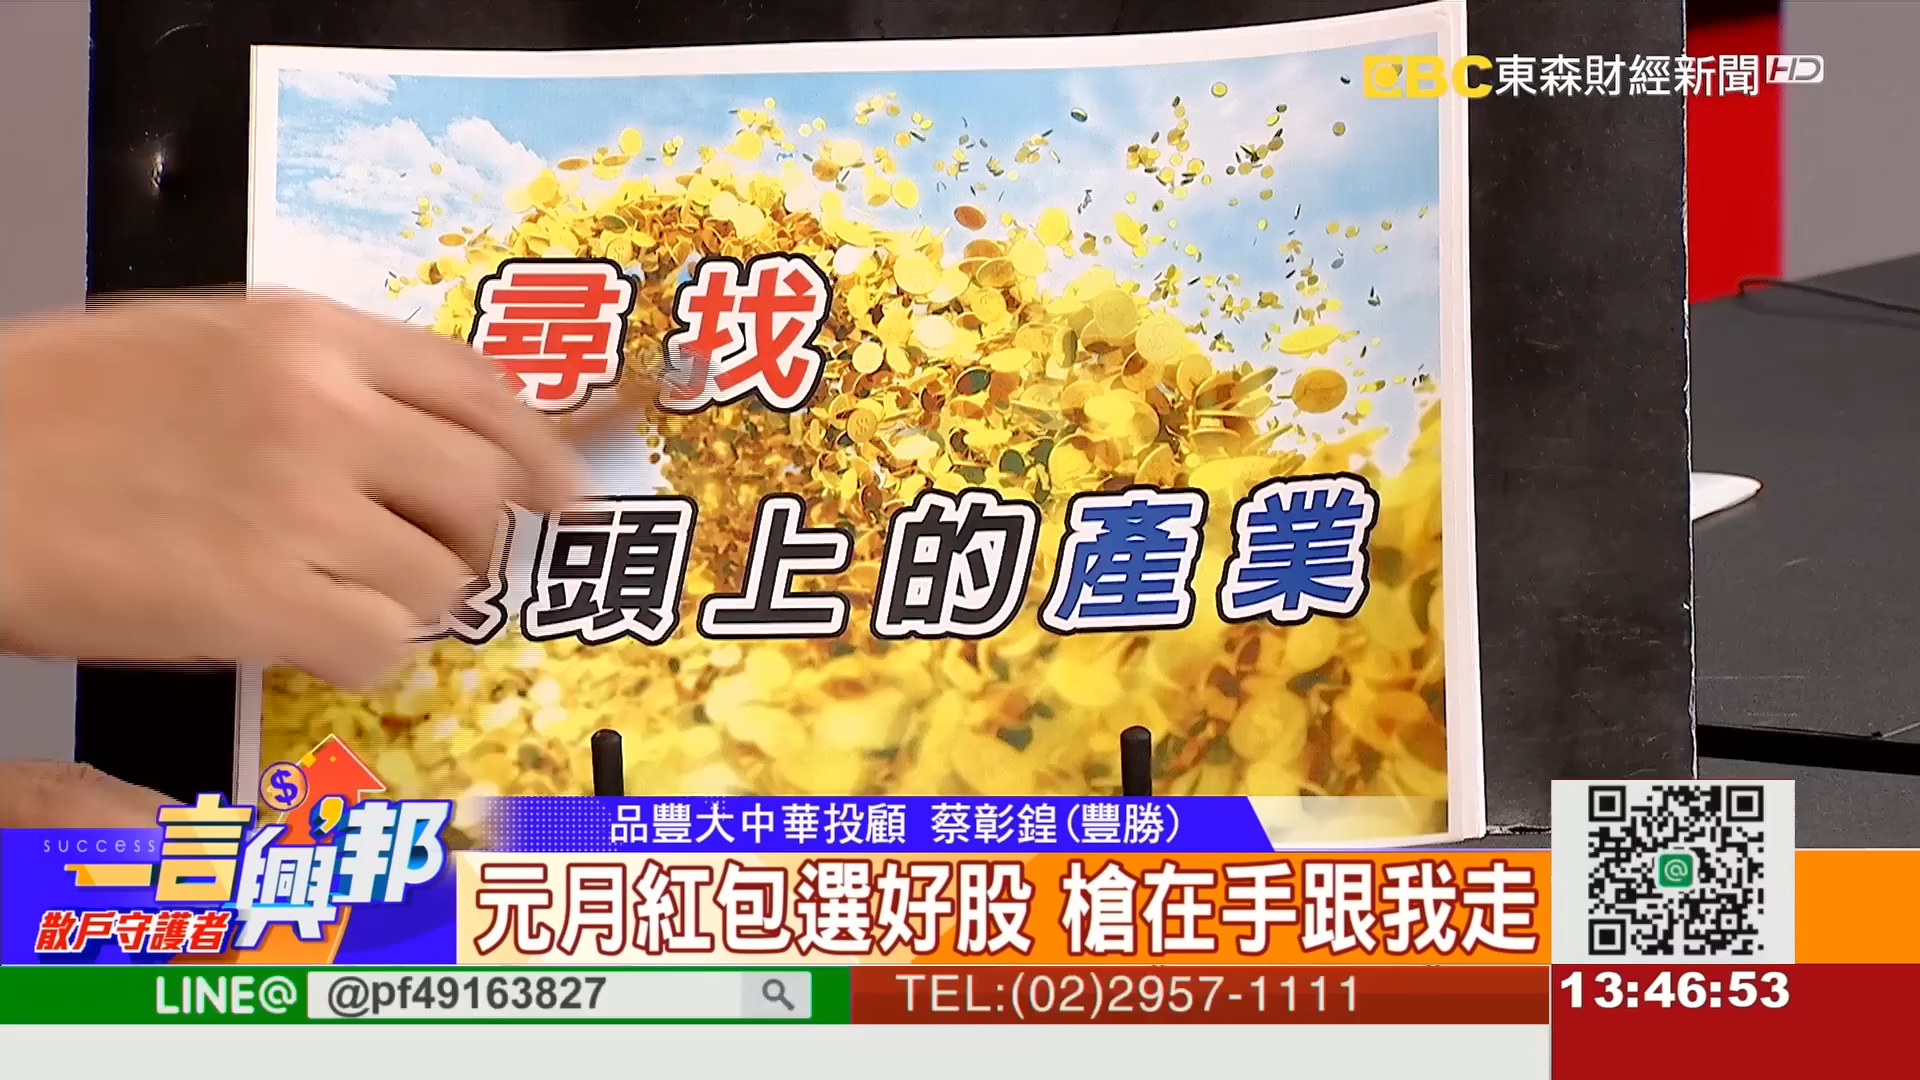 EBC東森財經新聞HD
尋找
頭上的產業
success
一言興邦
散戶守護者
品豐大中華投顧 蔡彰鍠(豐勝)
元月紅包選好股 槍在手跟我走
LINE@ @pf49163827
TEL:(02)2957-1111
13:46:53